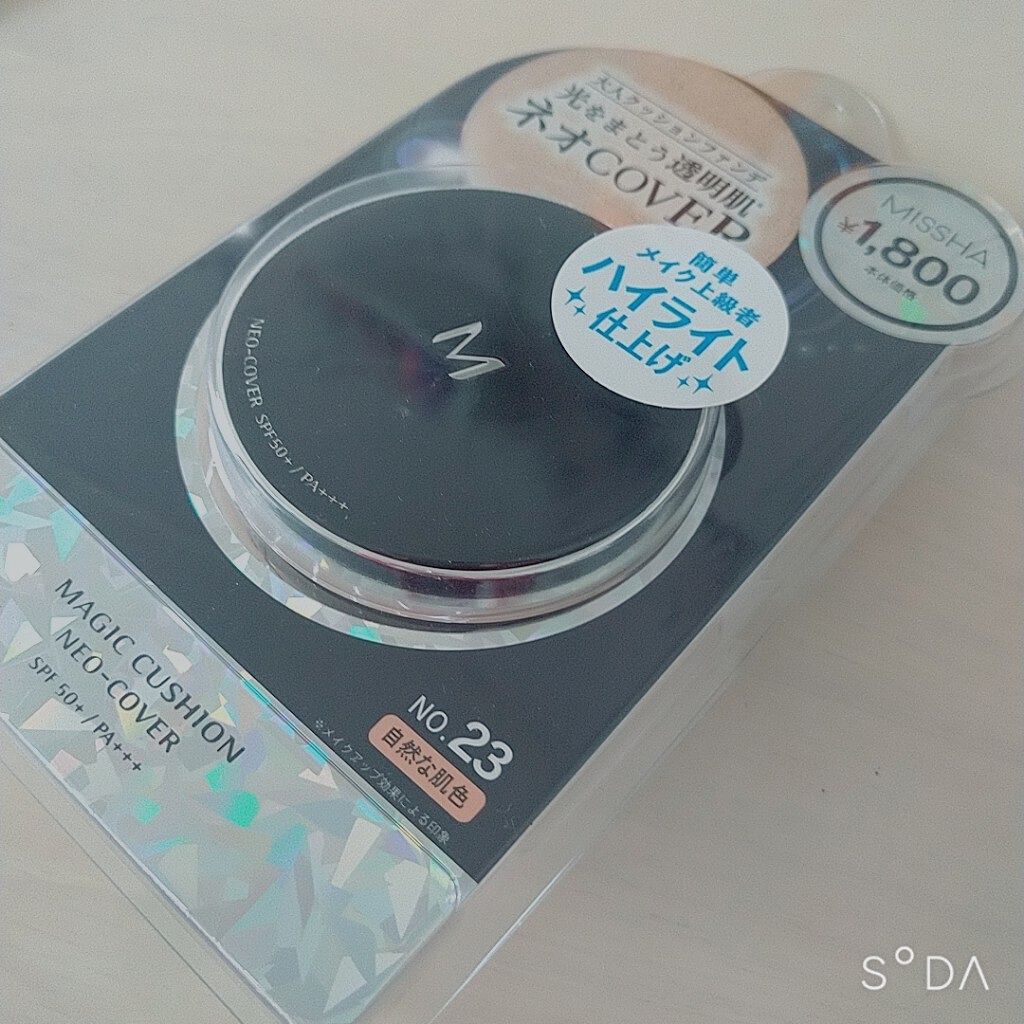 大人クッションファンデ
光をまとう透明肌*
ネオCOVER
MISSHA
¥1,800
本体価格
簡単
メイク上級者
ハイライト
仕上げ
M
NEO-COVER SPF50+ / PA+++
MAGIC CUSHION
NEO-COVER
SPF 50+ / PA+++
NO.23
自然な肌色
※メイクアップ効果による印象
SODA